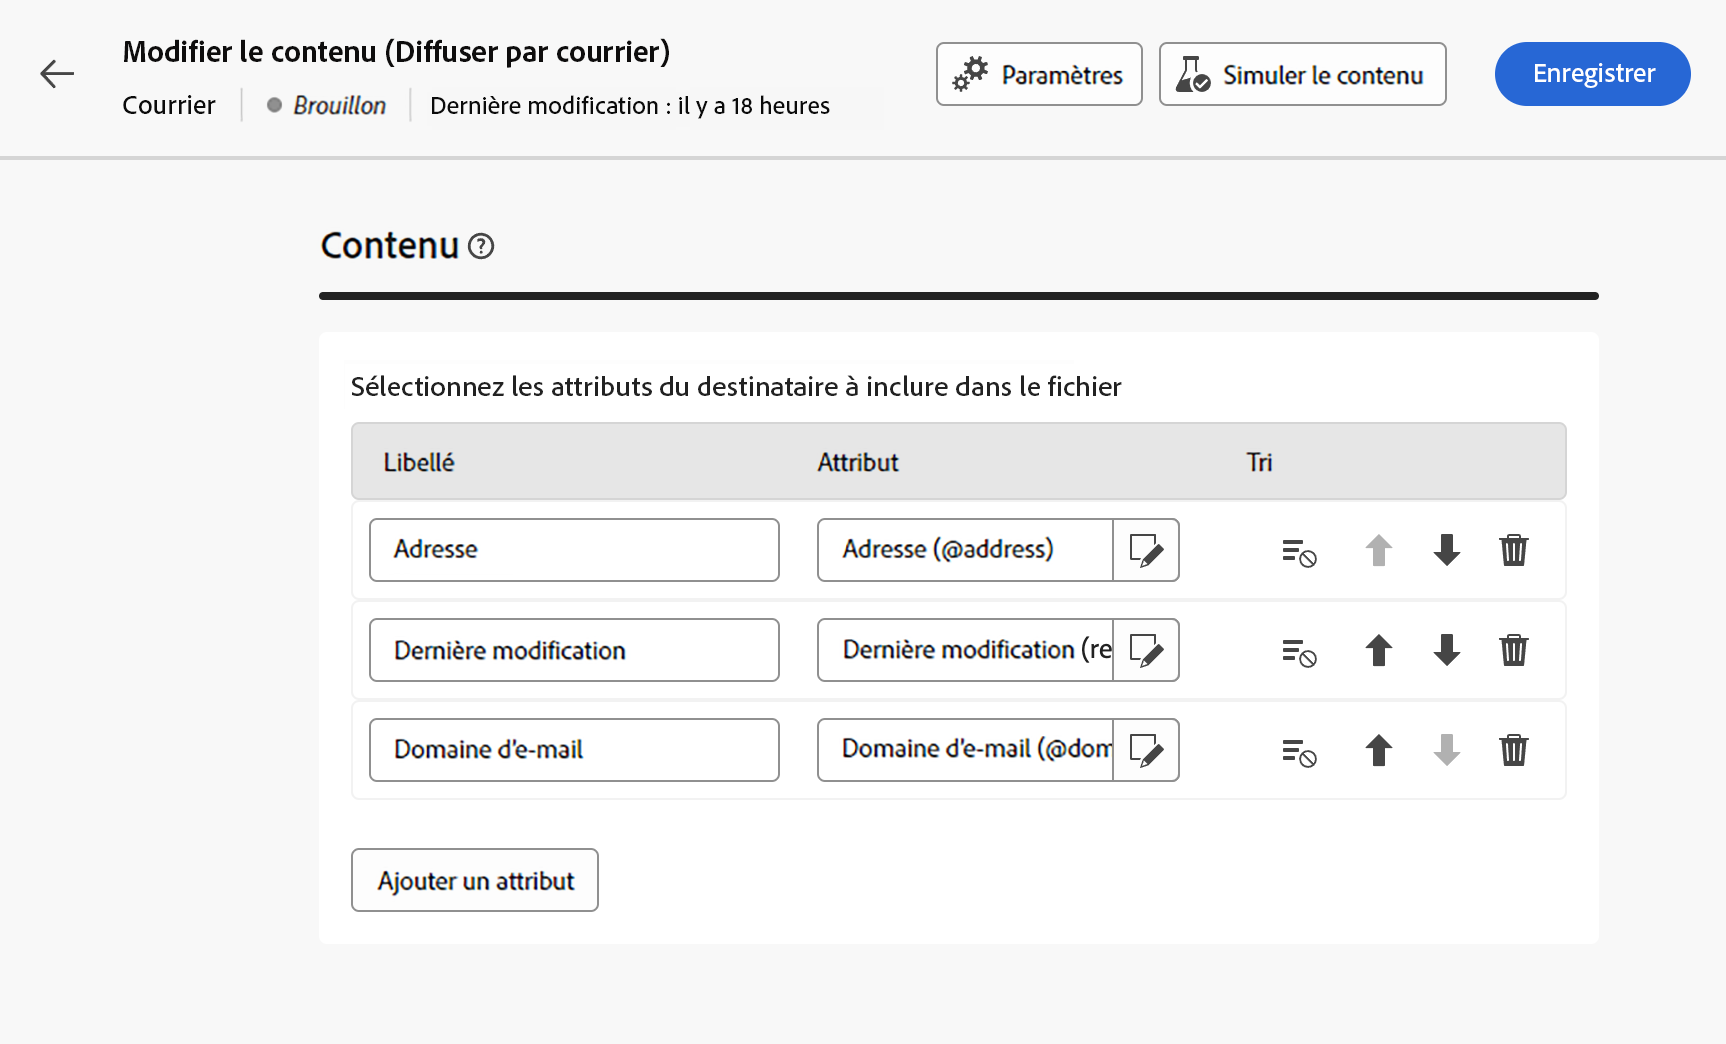 Modifier le contenu (Diffuser par courrier)
Courrier
Brouillon
Dernière modification : il y a 18 heures
Paramètres
Simuler le contenu
Enregistrer
Contenu
Sélectionnez les attributs du destinataire à inclure dans le fichier
Libellé Attribut Tri
Adresse Adresse (@address)
Dernière modification Dernière modification (re
Domaine d'e-mail Domaine d'e-mail (@dom
Ajouter un attribut